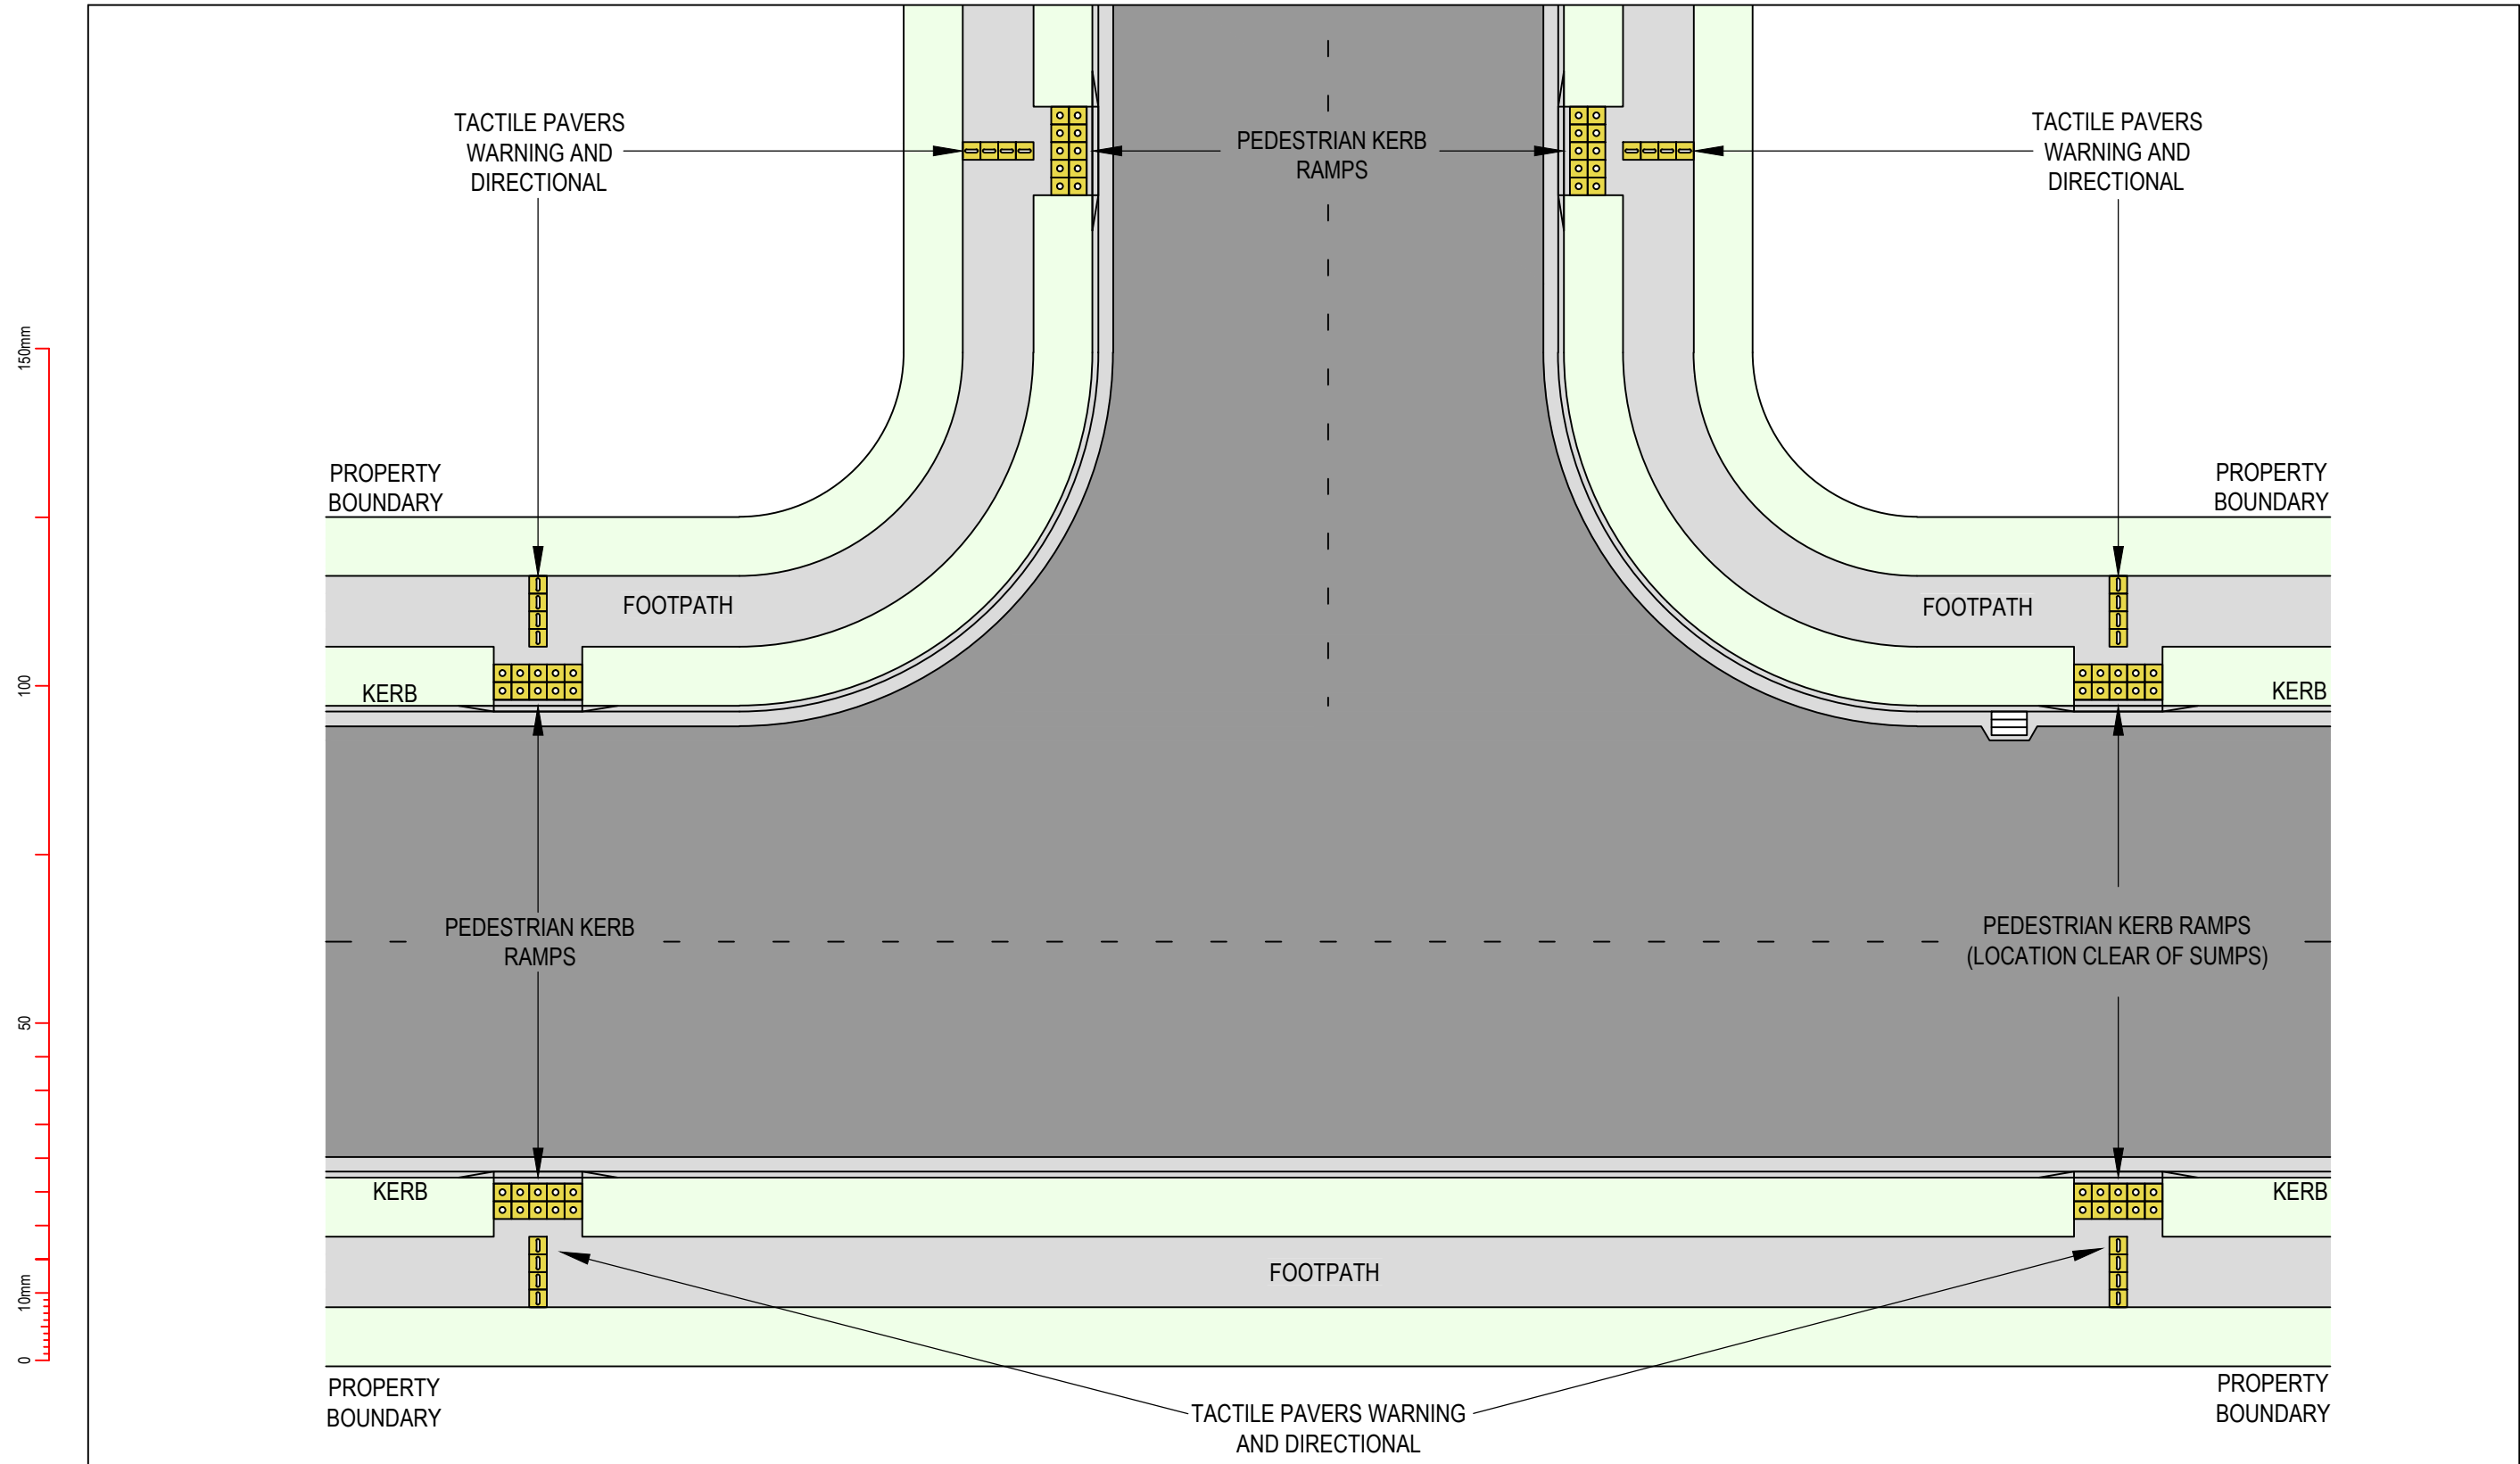 TACTILE PAVERS
WARNING AND
DIRECTIONAL
PEDESTRIAN KERB
RAMPS
TACTILE PAVERS
WARNING AND
DIRECTIONAL
150mm
PROPERTY
BOUNDARY
PROPERTY
BOUNDARY
FOOTPATH
FOOTPATH
100
KERB
KERB
PEDESTRIAN KERB
RAMPS
PEDESTRIAN KERB RAMPS
(LOCATION CLEAR OF SUMPS)
50
KERB
KERB
FOOTPATH
10mm
0
PROPERTY
BOUNDARY
PROPERTY
BOUNDARY
TACTILE PAVERS WARNING
AND DIRECTIONAL